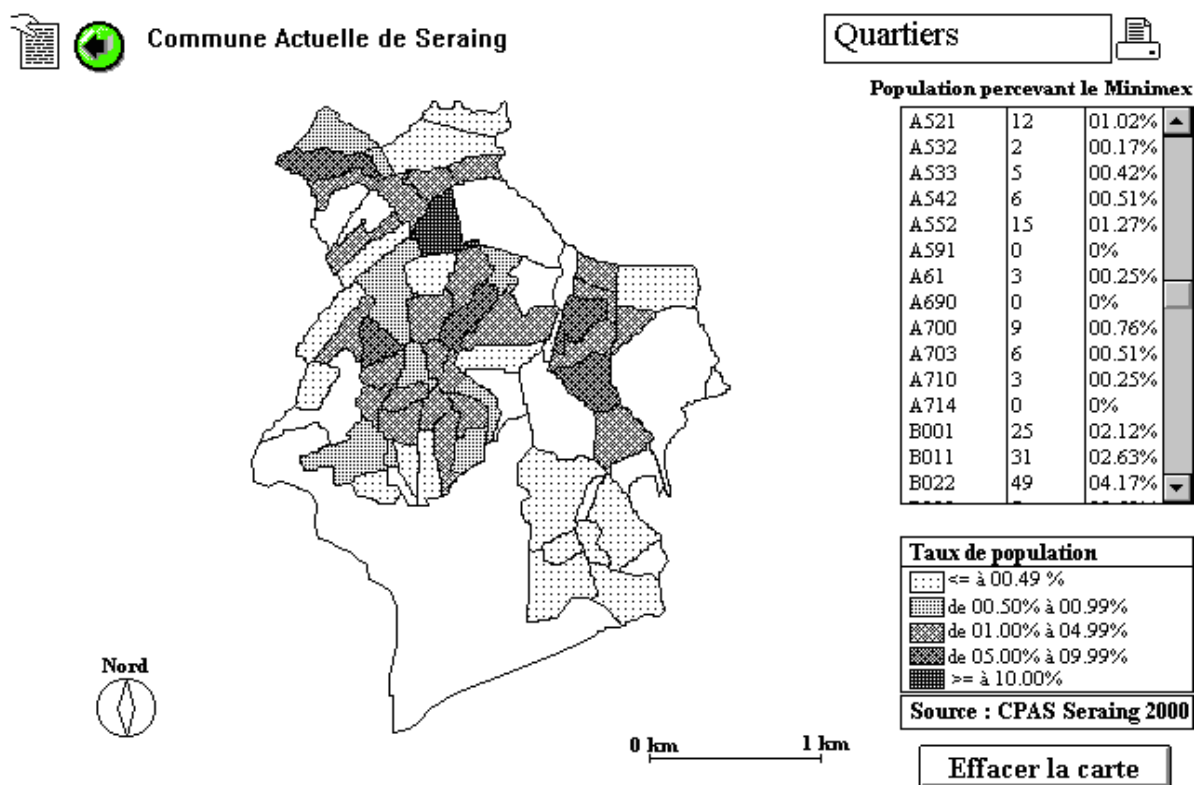 Commune Actuelle de Seraing
Quartiers
Population percevant le Minimex
A521 12 01.02%
A532 2 00.17%
A533 5 00.42%
A542 6 00.51%
A552 15 01.27%
A591 0 0%
A61 3 00.25%
A690 0 0%
A700 9 00.76%
A703 6 00.51%
A710 3 00.25%
A714 0 0%
B001 25 02.12%
B011 31 02.63%
B022 49 04.17%
Taux de population
<= à 00.49 %
de 00.50% à 00.99%
de 01.00% à 04.99%
de 05.00% à 09.99%
>= à 10.00%
Source : CPAS Seraing 2000
Nord
0 km 1 km
Effacer la carte